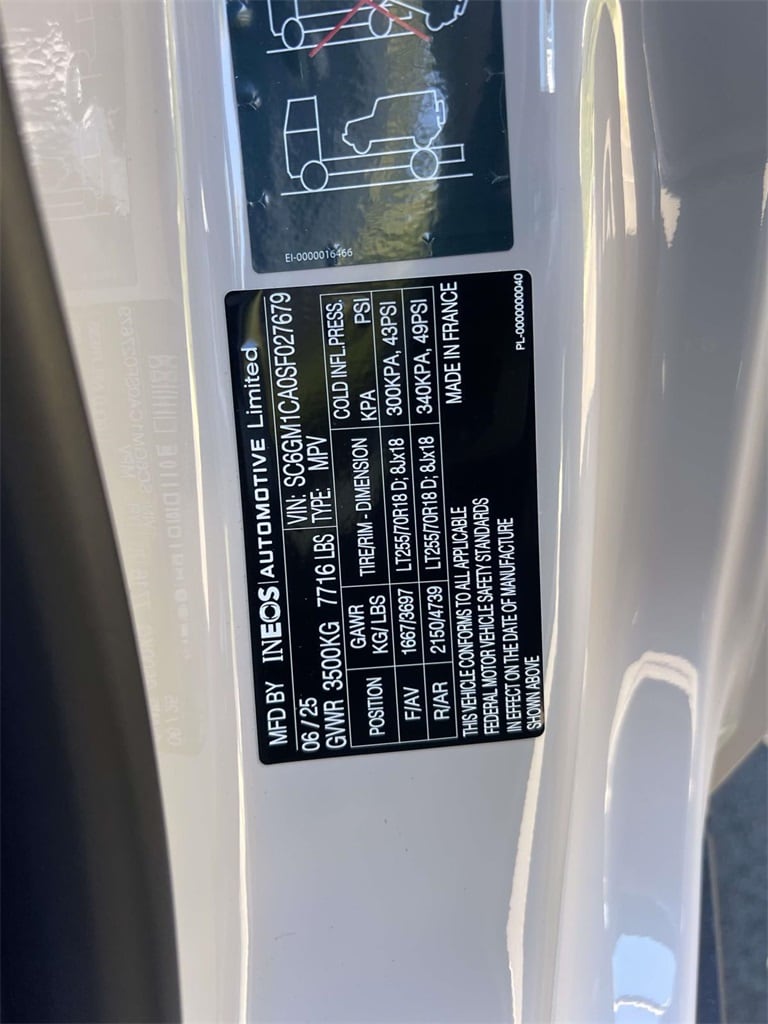 EI-0000016466
MFD BY INEOS AUTOMOTIVE Limited
06 / 25 VIN: SC6GM1CA0SF027679
GVWR 3500KG 7716 LBS TYPE: MPV
POSITION GAWR KG/ LBS TIRE/RIM - DIMENSION COLD INFL.PRESS. KPA PSI
F/AV 1667/3697 LT255/70R18 D; 8Jx18 300KPA, 43PSI
R/AR 2150/4739 LT255/70R18 D; 8Jx18 340KPA, 49PSI
THIS VEHICLE CONFORMS TO ALL APPLICABLE MADE IN FRANCE
FEDERAL MOTOR VEHICLE SAFETY STANDARDS
IN EFFECT ON THE DATE OF MANUFACTURE
SHOWN ABOVE
PL-0000000040